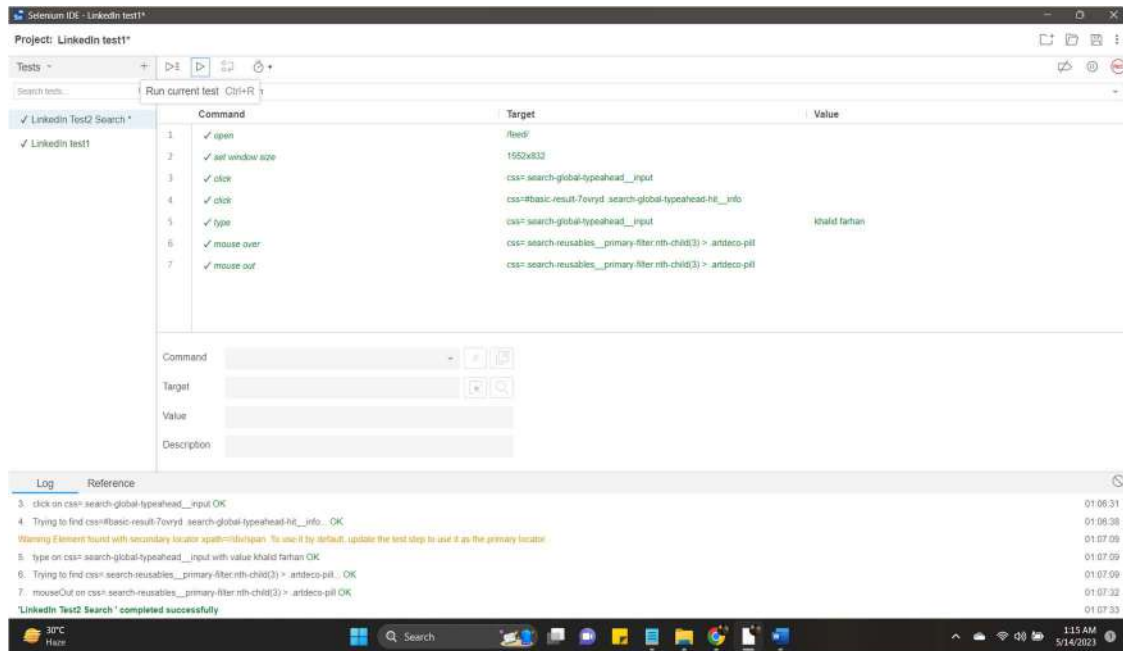 Selenium IDE - LinkedIn test1*
Project: LinkedIn test1*
Tests
Search tests...
Run current test Ctrl+R
Command Target Value
✓ LinkedIn Test2 Search *
✓ LinkedIn test1
1 ✓ open /feed/
2 ✓ set window size 1552x832
3 ✓ click css=.search-global-typeahead__input
4 ✓ click css=#basic-result-7ovryd .search-global-typeahead-hit__info
5 ✓ type css=.search-global-typeahead__input khalid farhan
6 ✓ mouse over css=.search-reusables__primary-filter:nth-child(3) > .artdeco-pill
7 ✓ mouse out css=.search-reusables__primary-filter:nth-child(3) > .artdeco-pill
Command
Target
Value
Description
Log Reference
3. click on css=.search-global-typeahead__input OK 01:06:31
4. Trying to find css=#basic-result-7ovryd .search-global-typeahead-hit__info... OK 01:06:38
Warning Element found with secondary locator xpath=//div/span. To use it by default, update the test step to use it as the primary locator. 01:07:09
5. type on css=.search-global-typeahead__input with value khalid farhan OK 01:07:09
6. Trying to find css=.search-reusables__primary-filter:nth-child(3) > .artdeco-pill... OK 01:07:09
7. mouseOut on css=.search-reusables__primary-filter:nth-child(3) > .artdeco-pill OK 01:07:32
'LinkedIn Test2 Search ' completed successfully 01:07:33
30°C
Haze
Search
1:15 AM
5/14/2023